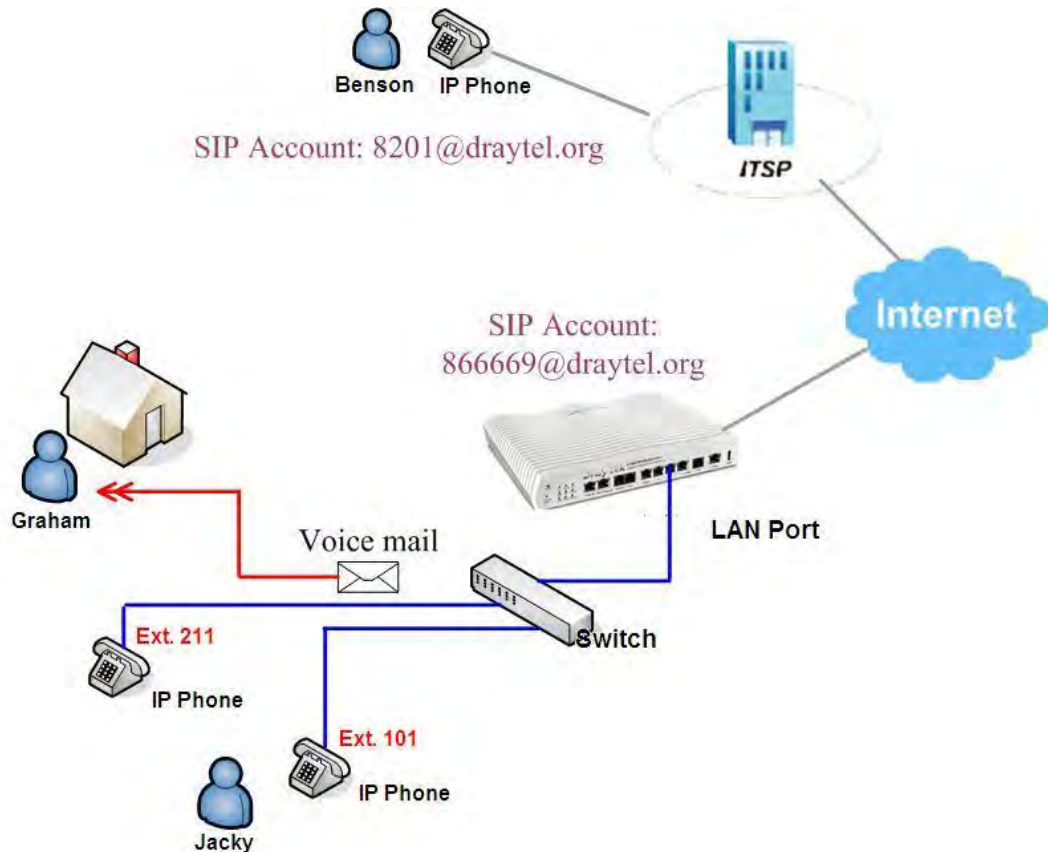 Benson
IP Phone
SIP Account: 8201@draytel.org
ITSP
Internet
SIP Account:
866669@draytel.org
Graham
LAN Port
Voice mail
Switch
Ext. 211
IP Phone
Ext. 101
IP Phone
Jacky